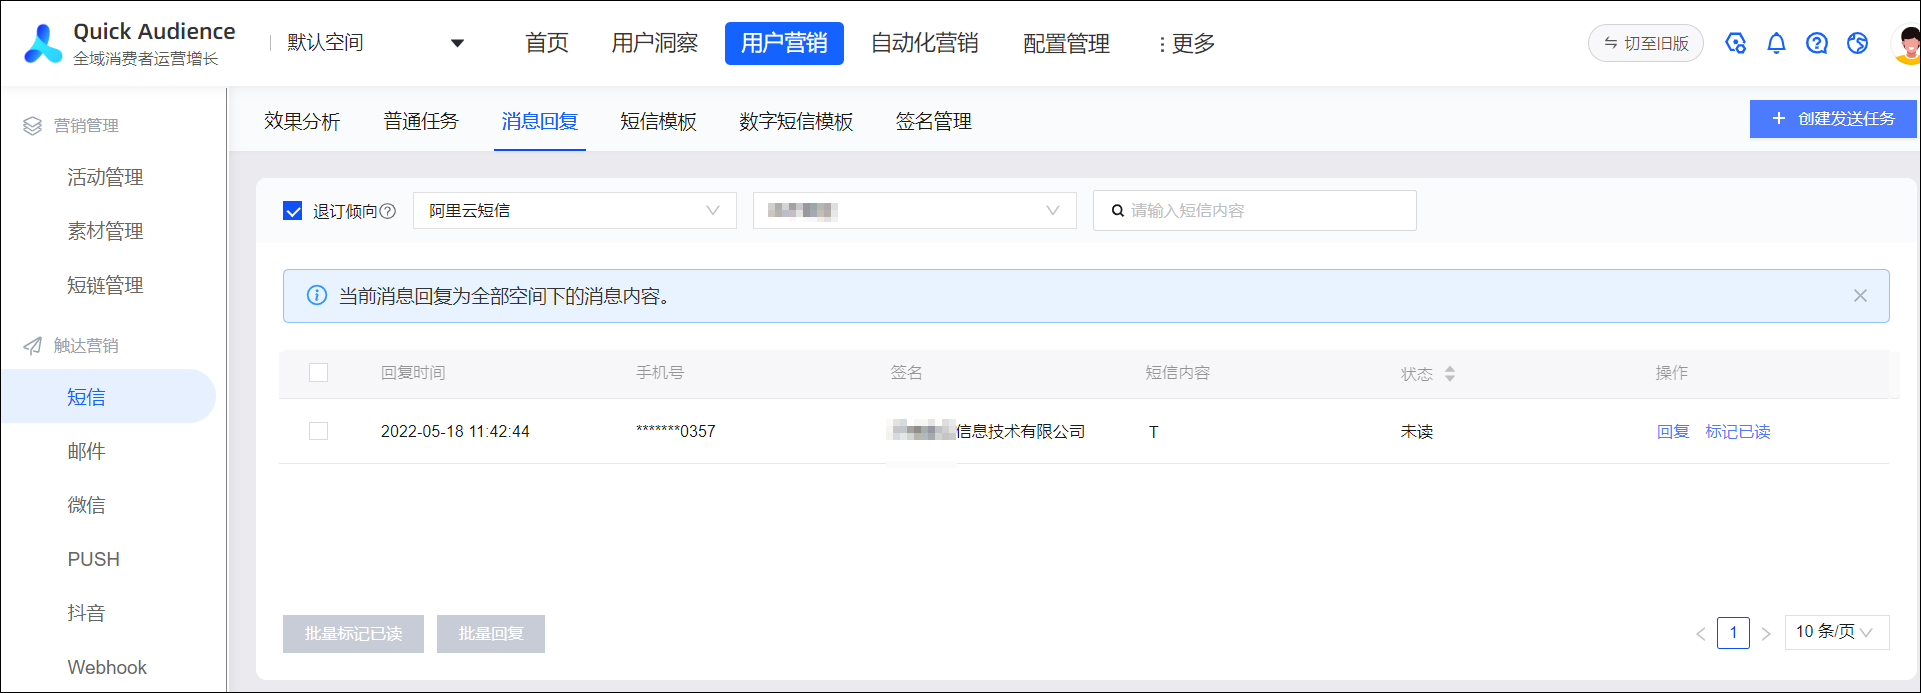 Quick Audience
全域消费者运营增长
默认空间
首页 用户洞察 用户营销 自动化营销 配置管理 更多
切至旧版
营销管理
活动管理
素材管理
短链管理
触达营销
短信
邮件
微信
PUSH
抖音
Webhook
效果分析 普通任务 消息回复 短信模板 数字短信模板 签名管理
+ 创建发送任务
退订倾向 阿里云短信 请输入短信内容
当前消息回复为全部空间下的消息内容。
回复时间 手机号 签名 短信内容 状态 操作
2022-05-18 11:42:44 *******0357 信息技术有限公司 T 未读 回复 标记已读
批量标记已读 批量回复
1 10 条/页